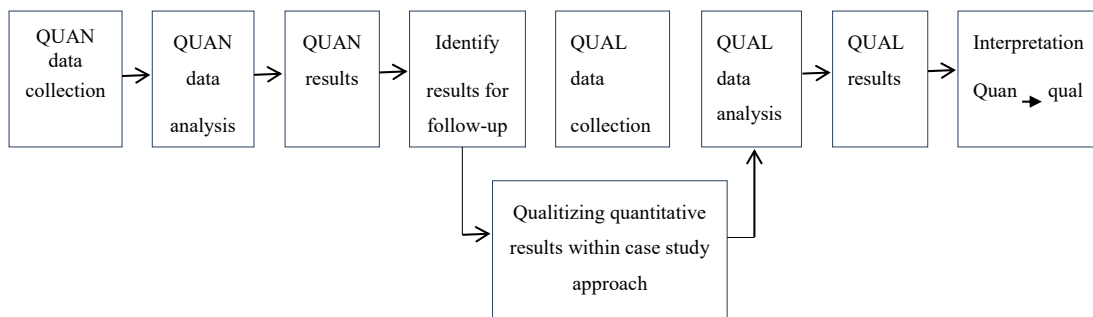 QUAN
data
collection
QUAN
data
analysis
QUAN
results
Identify
results for
follow-up
QUAL
data
collection
QUAL
data
analysis
QUAL
results
Interpretation
Quan qual
Qualitizing quantitative
results within case study
approach